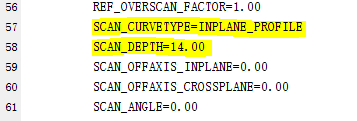 56 REF_OVERSCAN_FACTOR=1.00
57 SCAN_CURVETYPE=INPLANE_PROFILE
58 SCAN_DEPTH=14.00
59 SCAN_OFFAXIS_INPLANE=0.00
60 SCAN_OFFAXIS_CROSSPLANE=0.00
61 SCAN_ANGLE=0.00